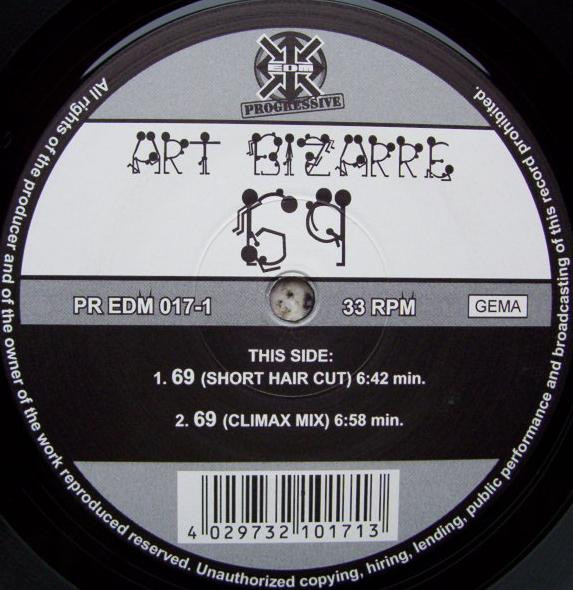 EDM
PROGRESSIVE
ART BIZARRE
69
PR EDM 017-1
33 RPM
GEMA
THIS SIDE:
1. 69 (SHORT HAIR CUT) 6:42 min.
2. 69 (CLIMAX MIX) 6:58 min.
4 029732 101713
All rights of the producer and of the owner of the work reproduced reserved. Unauthorized copying, hiring, lending, public performance and broadcasting of this record prohibited.